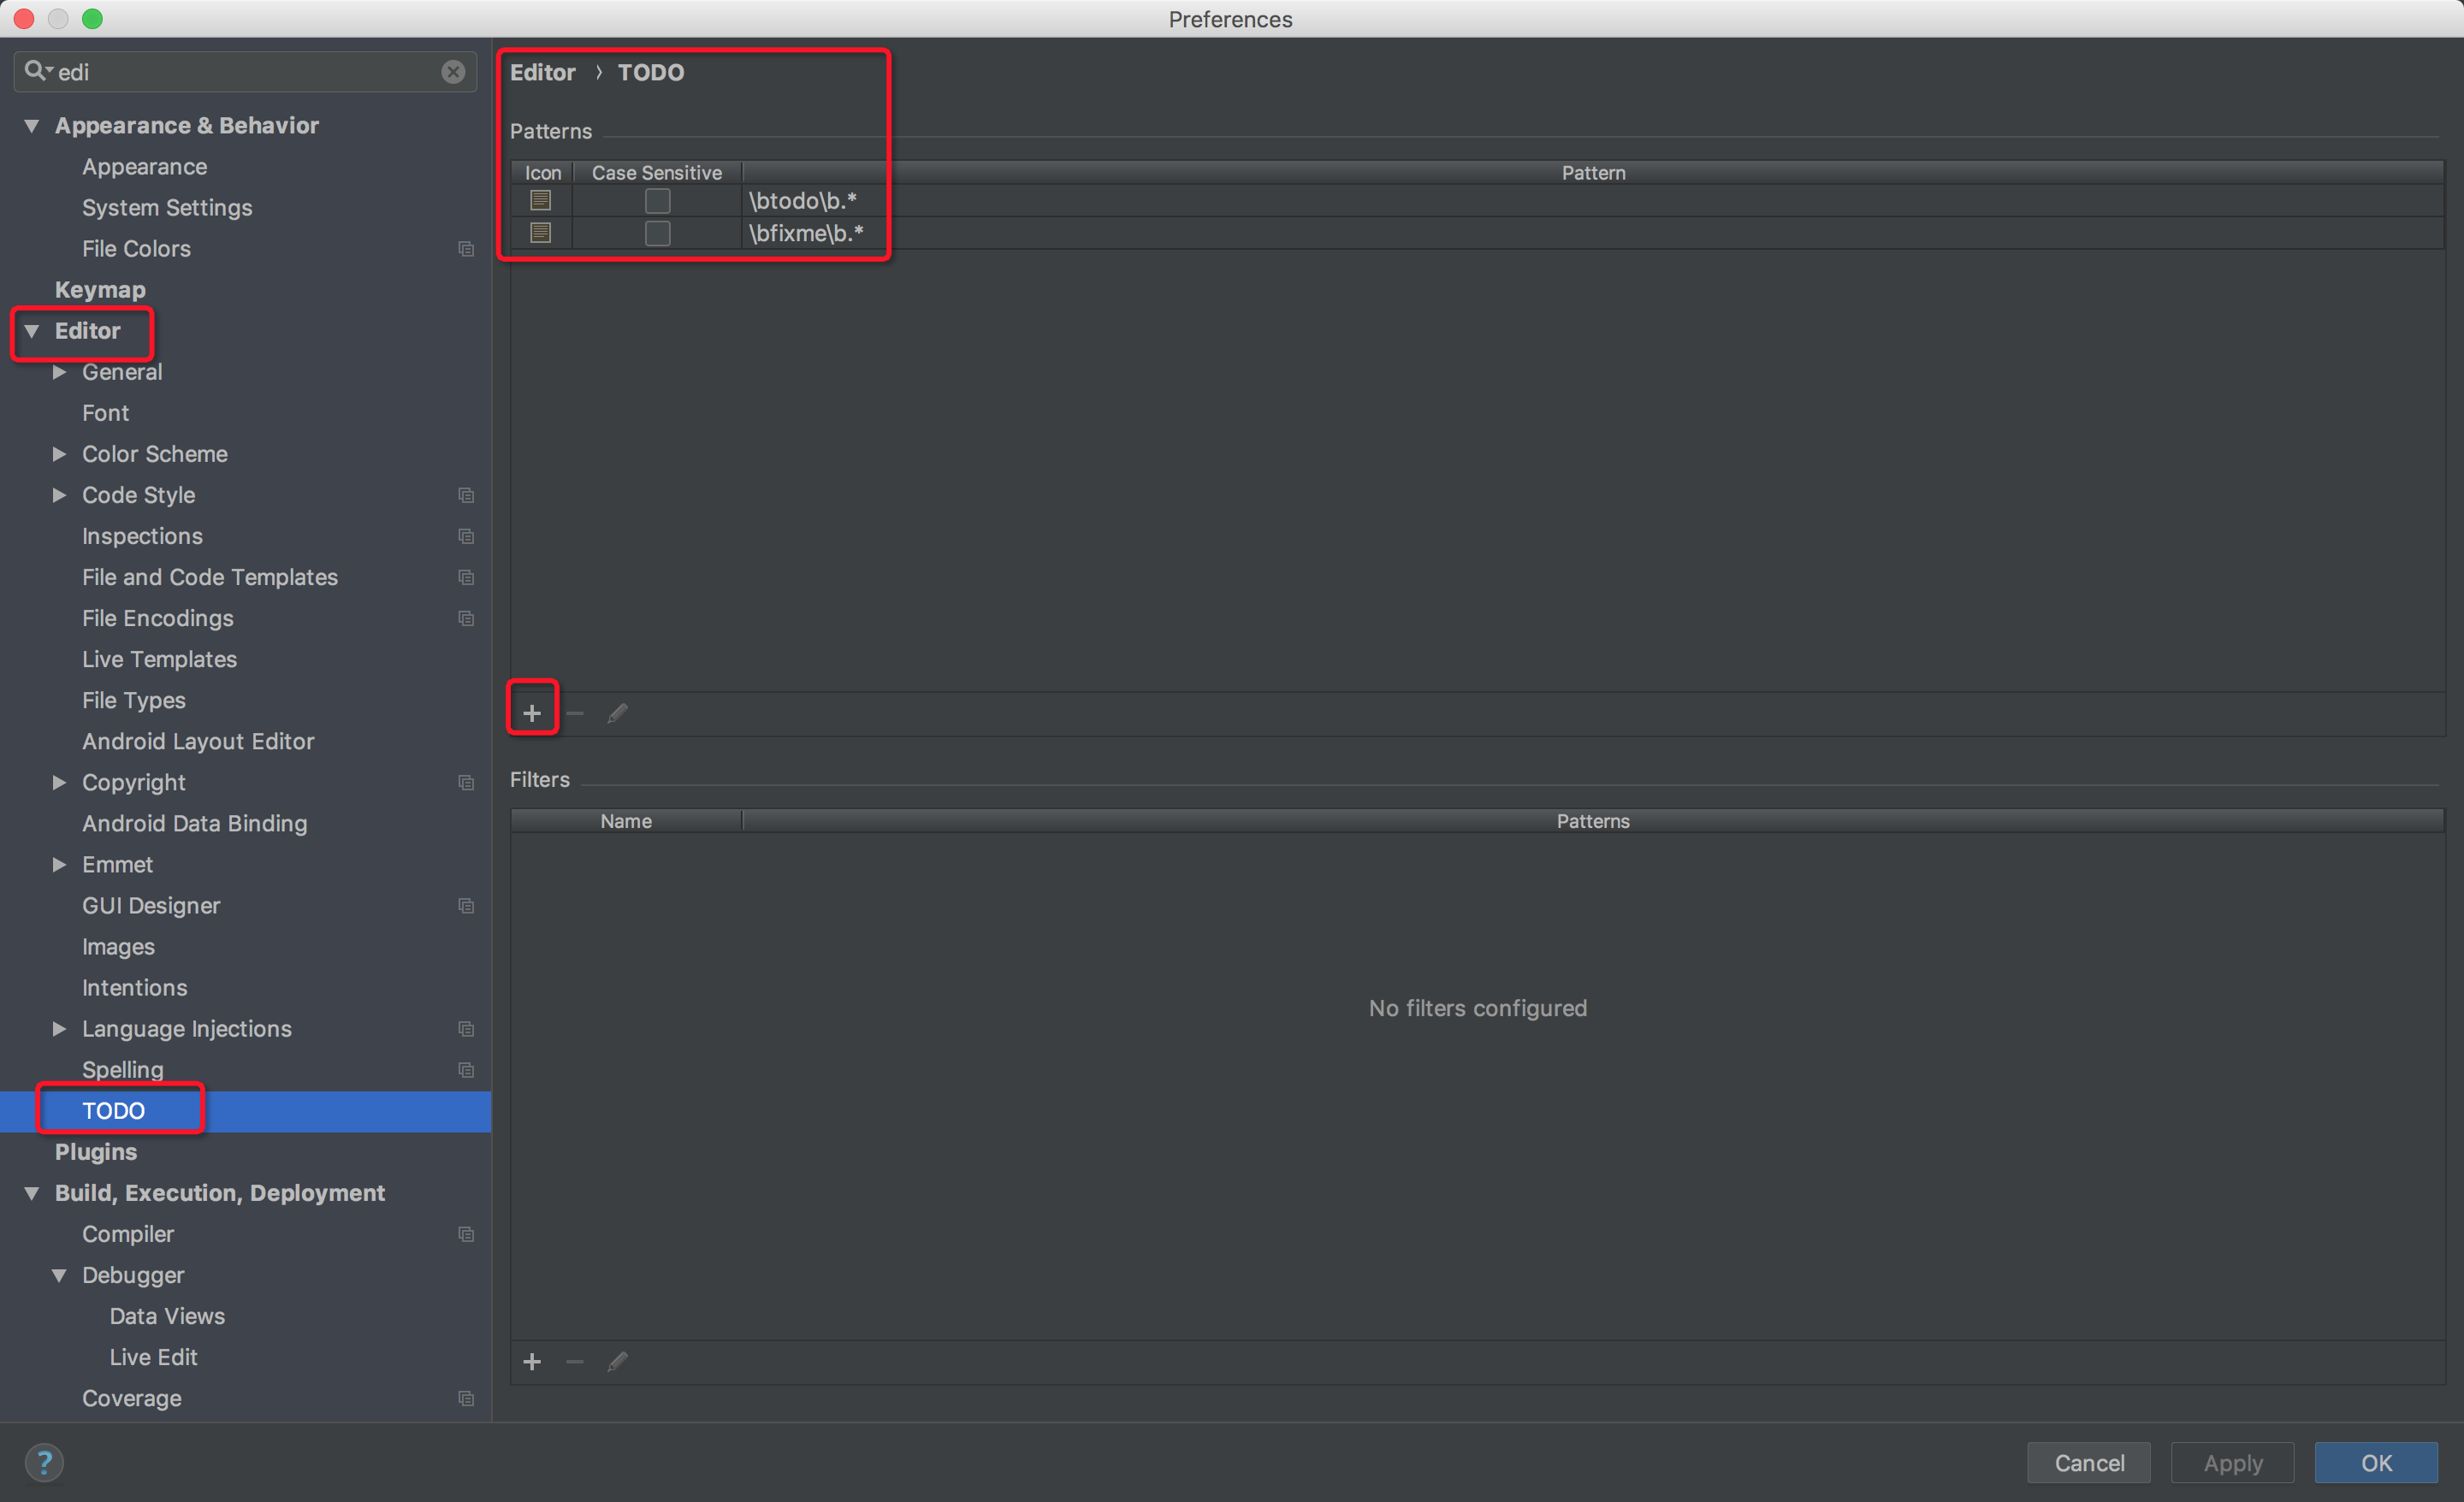 Preferences
edi
Appearance & Behavior
Appearance
System Settings
File Colors
Keymap
Editor
General
Font
Color Scheme
Code Style
Inspections
File and Code Templates
File Encodings
Live Templates
File Types
Android Layout Editor
Copyright
Android Data Binding
Emmet
GUI Designer
Images
Intentions
Language Injections
Spelling
TODO
Plugins
Build, Execution, Deployment
Compiler
Debugger
Data Views
Live Edit
Coverage
Editor › TODO
Patterns
Icon Case Sensitive Pattern
\btodo\b.*
\bfixme\b.*
Filters
Name Patterns
No filters configured
? Cancel Apply OK